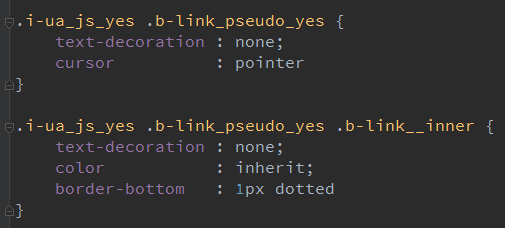 .i-ua_js_yes .b-link_pseudo_yes {
    text-decoration : none;
    cursor          : pointer
}
.i-ua_js_yes .b-link_pseudo_yes .b-link__inner {
    text-decoration : none;
    color           : inherit;
    border-bottom   : 1px dotted
}